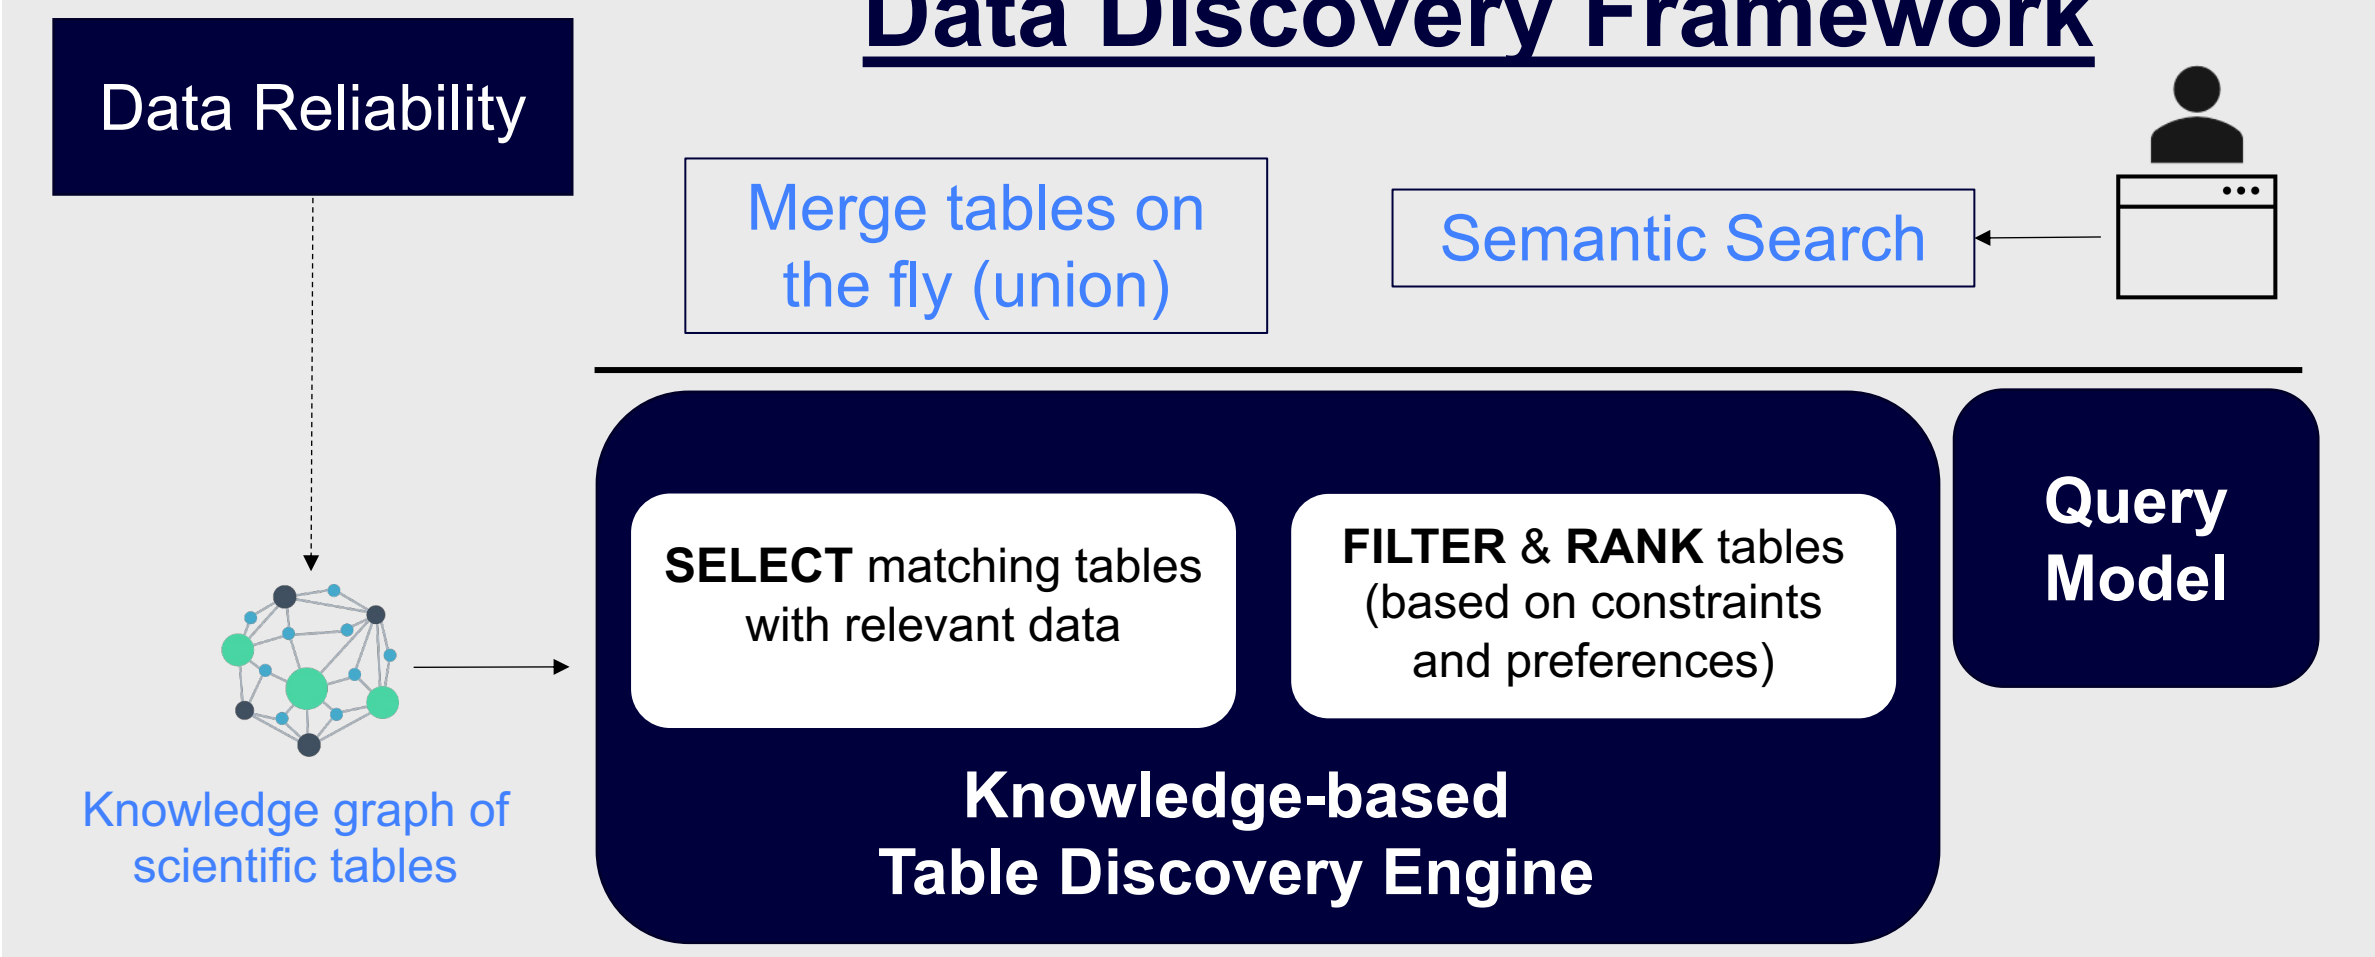 Data Discovery Framework
Data Reliability
Merge tables on
the fly (union)
Semantic Search
SELECT matching tables
with relevant data
FILTER & RANK tables
(based on constraints
and preferences)
Query
Model
Knowledge-based
Table Discovery Engine
Knowledge graph of
scientific tables